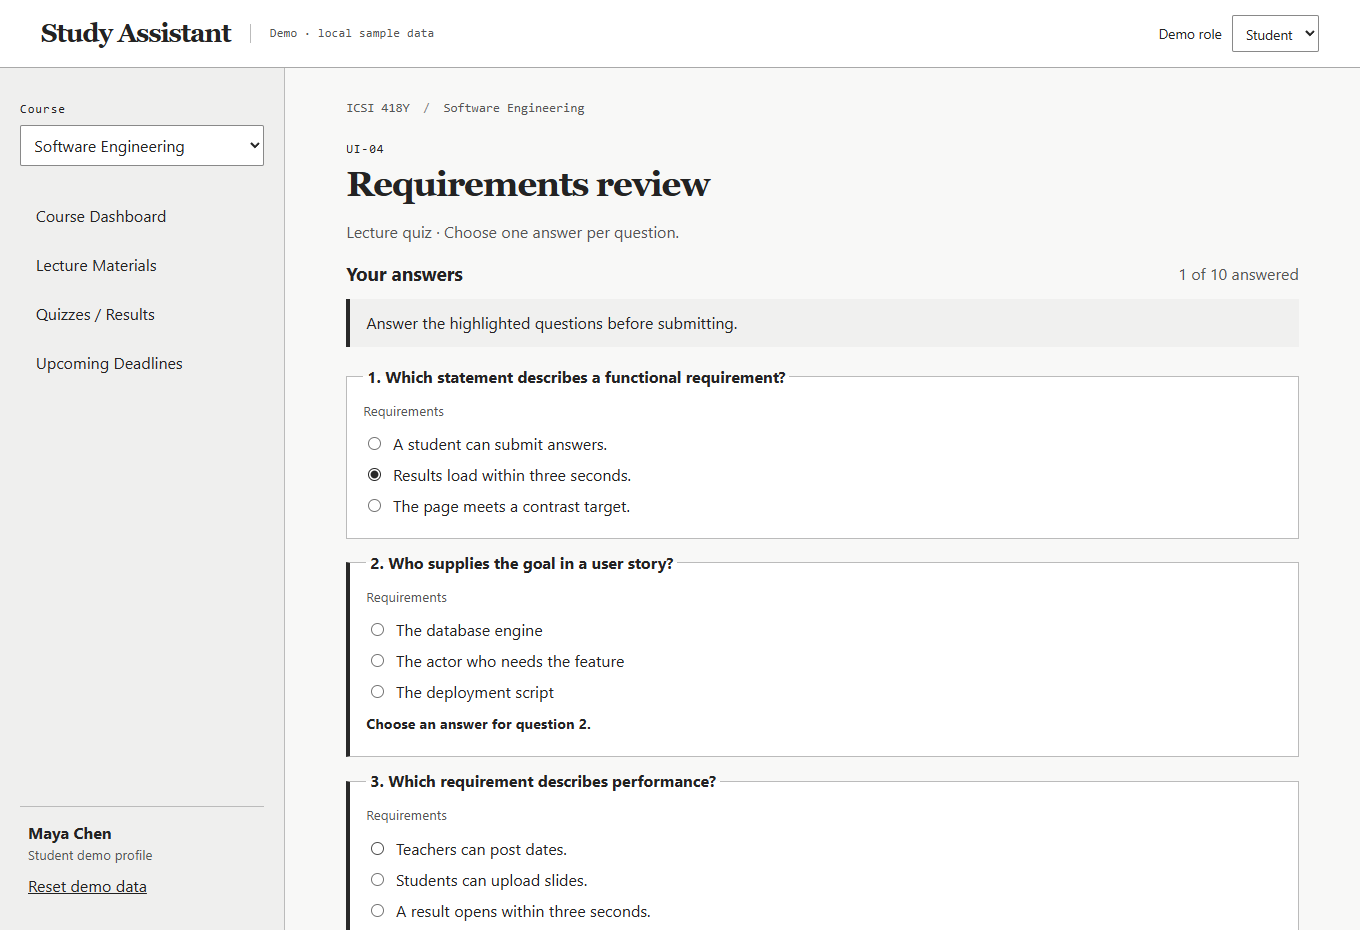 Study Assistant
Demo · local sample data
Demo role
Student
Course
Software Engineering
Course Dashboard
Lecture Materials
Quizzes / Results
Upcoming Deadlines
Maya Chen
Student demo profile
Reset demo data
ICSI 418Y / Software Engineering
UI-04
Requirements review
Lecture quiz · Choose one answer per question.
Your answers
1 of 10 answered
Answer the highlighted questions before submitting.
1. Which statement describes a functional requirement?
Requirements
A student can submit answers.
Results load within three seconds.
The page meets a contrast target.
2. Who supplies the goal in a user story?
Requirements
The database engine
The actor who needs the feature
The deployment script
Choose an answer for question 2.
3. Which requirement describes performance?
Requirements
Teachers can post dates.
Students can upload slides.
A result opens within three seconds.